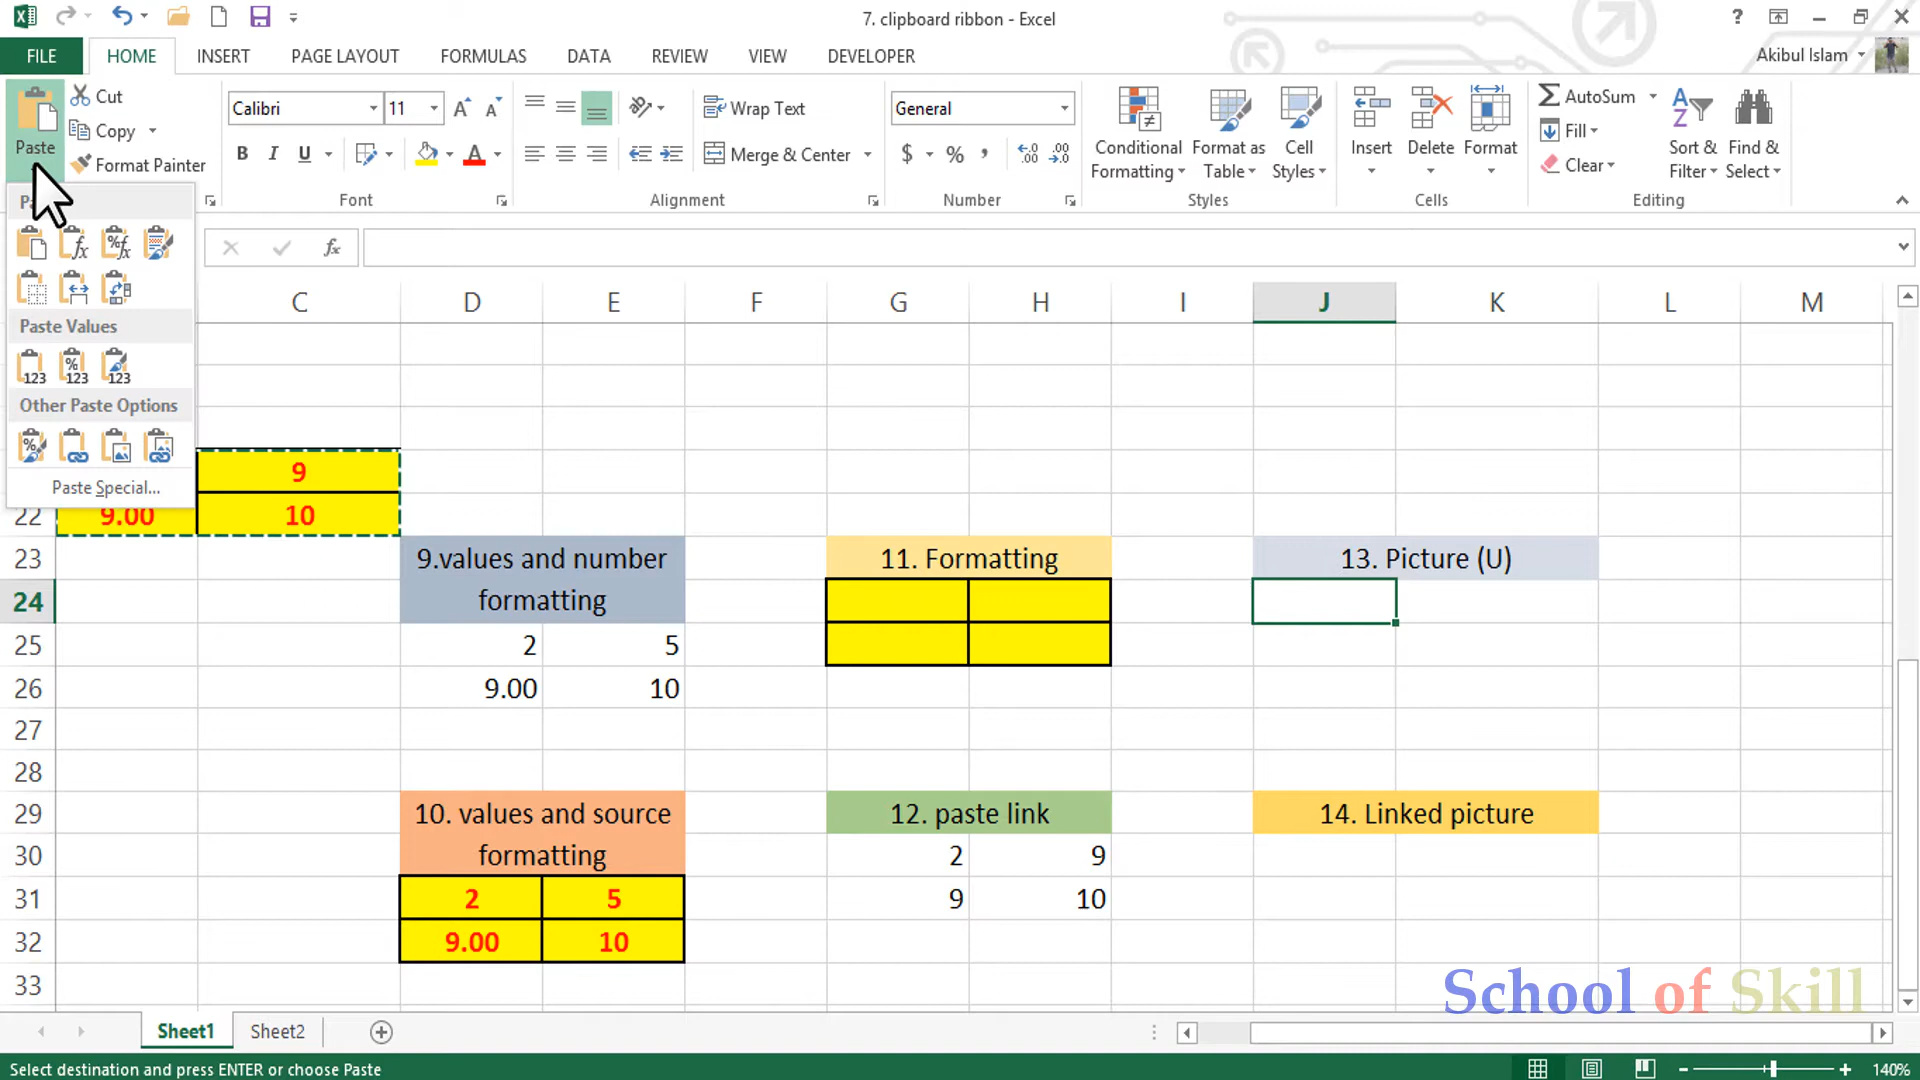 7. clipboard ribbon - Excel
?
FILE HOME INSERT PAGE LAYOUT FORMULAS DATA REVIEW VIEW DEVELOPER Akibul Islam
Paste
Cut
Copy
Format Painter
Calibri 11
B I U
Font
Wrap Text
Merge & Center
Alignment
General
$ % ,
Number
Conditional Formatting
Format as Table
Cell Styles
Styles
Insert
Delete
Format
Cells
AutoSum
Fill
Clear
Sort & Filter
Find & Select
Editing
Paste Values
Other Paste Options
Paste Special...
fx
C D E F G H I J K L M
9
22 9.00 10
23 9.values and number 11. Formatting 13. Picture (U)
24 formatting
25 2 5
26 9.00 10
27
28
29 10. values and source 12. paste link 14. Linked picture
30 formatting 2 9
31 2 5 9 10
32 9.00 10
33
School of Skill
Sheet1 Sheet2
Select destination and press ENTER or choose Paste
140%